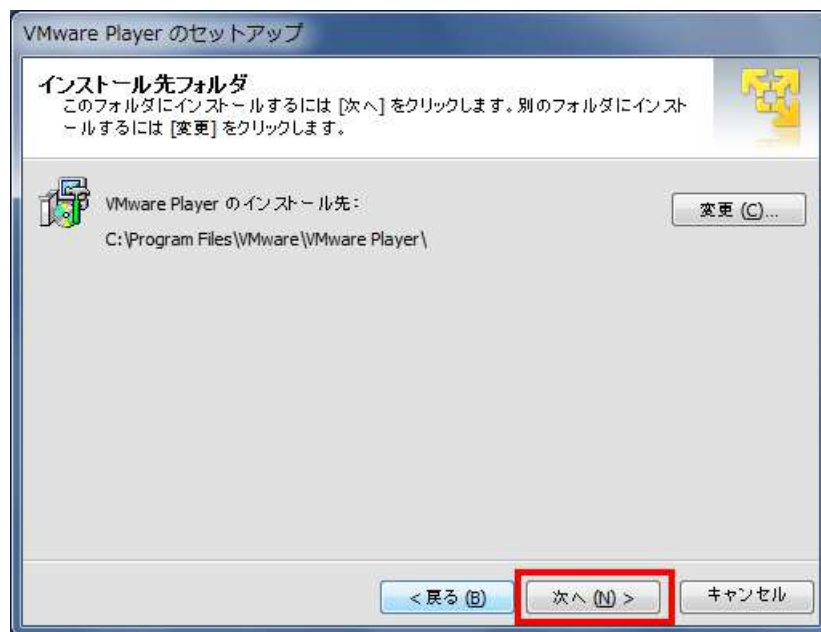 VMware Player のセットアップ
インストール先フォルダ
このフォルダにインストールするには [次へ] をクリックします。別のフォルダにインスト
ールするには [変更] をクリックします。
VMware Player のインストール先:
変更 (C)...
C:\Program Files\VMware\VMware Player\
< 戻る (B)
次へ (N) >
キャンセル